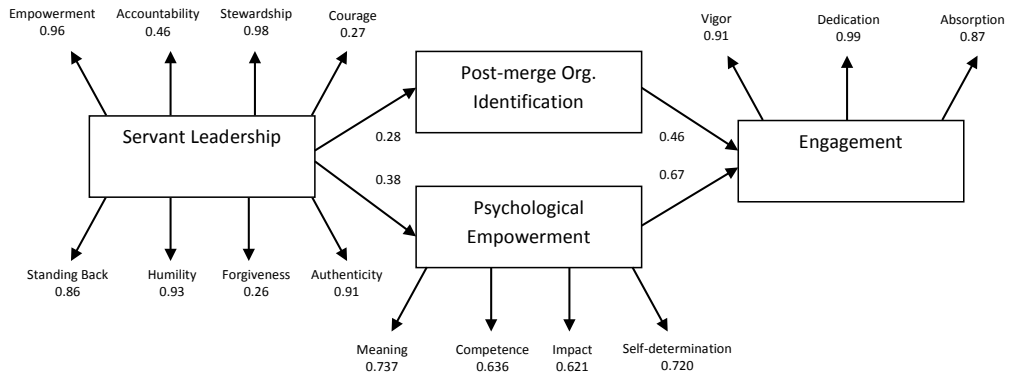 Empowerment
0.96
Accountability
0.46
Stewardship
0.98
Courage
0.27
Vigor
0.91
Dedication
0.99
Absorption
0.87
Post-merge Org.
Identification
Servant Leadership
Engagement
0.28
0.46
0.38
0.67
Psychological
Empowerment
Standing Back
0.86
Humility
0.93
Forgiveness
0.26
Authenticity
0.91
Meaning
0.737
Competence
0.636
Impact
0.621
Self-determination
0.720